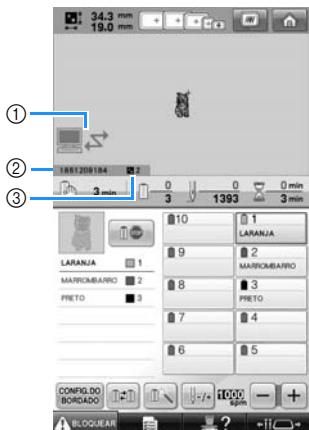 34.3 mm
19.0 mm
①
②
1661209184 2
③
3 min 0 3 0 1393 0 min 3 min
10 1 LARANJA
LARANJA 1
9 2 MARROMBARRO
MARROMBARRO 2
PRETO 3
8 3 PRETO
7 4
6 5
CONFIG.DO BORDADO
1000 spm
BLOQUEAR